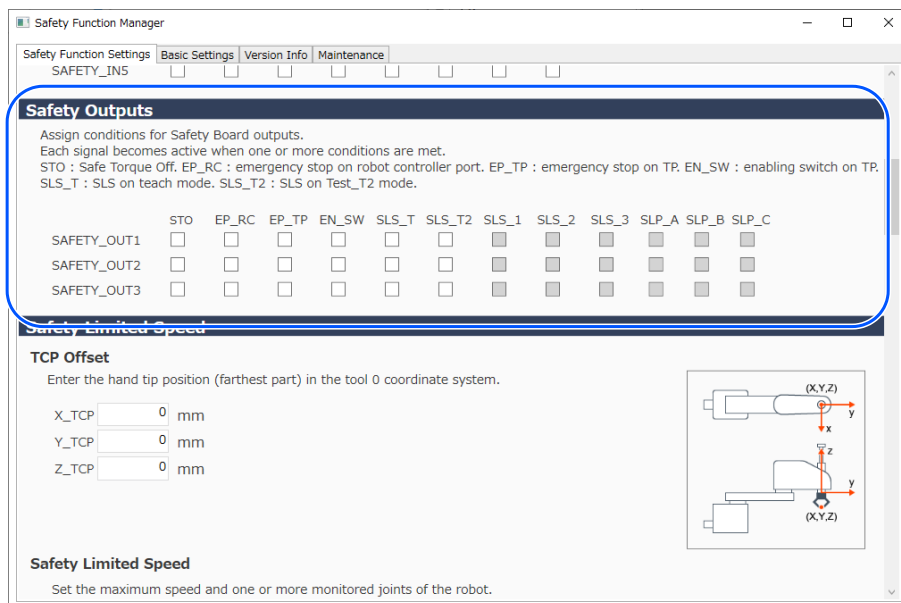 Safety Function Manager
Safety Function Settings Basic Settings Version Info Maintenance
SAFETY_IN5
Safety Outputs
Assign conditions for Safety Board outputs.
Each signal becomes active when one or more conditions are met.
STO : Safe Torque Off. EP_RC : emergency stop on robot controller port. EP_TP : emergency stop on TP. EN_SW : enabling switch on TP.
SLS_T : SLS on teach mode. SLS_T2 : SLS on Test_T2 mode.
STO EP_RC EP_TP EN_SW SLS_T SLS_T2 SLS_1 SLS_2 SLS_3 SLP_A SLP_B SLP_C
SAFETY_OUT1
SAFETY_OUT2
SAFETY_OUT3
Safety Limited Speed
TCP Offset
Enter the hand tip position (farthest part) in the tool 0 coordinate system.
X_TCP 0 mm
Y_TCP 0 mm
Z_TCP 0 mm
(X,Y,Z)
y
x
z
y
(X,Y,Z)
Safety Limited Speed
Set the maximum speed and one or more monitored joints of the robot.